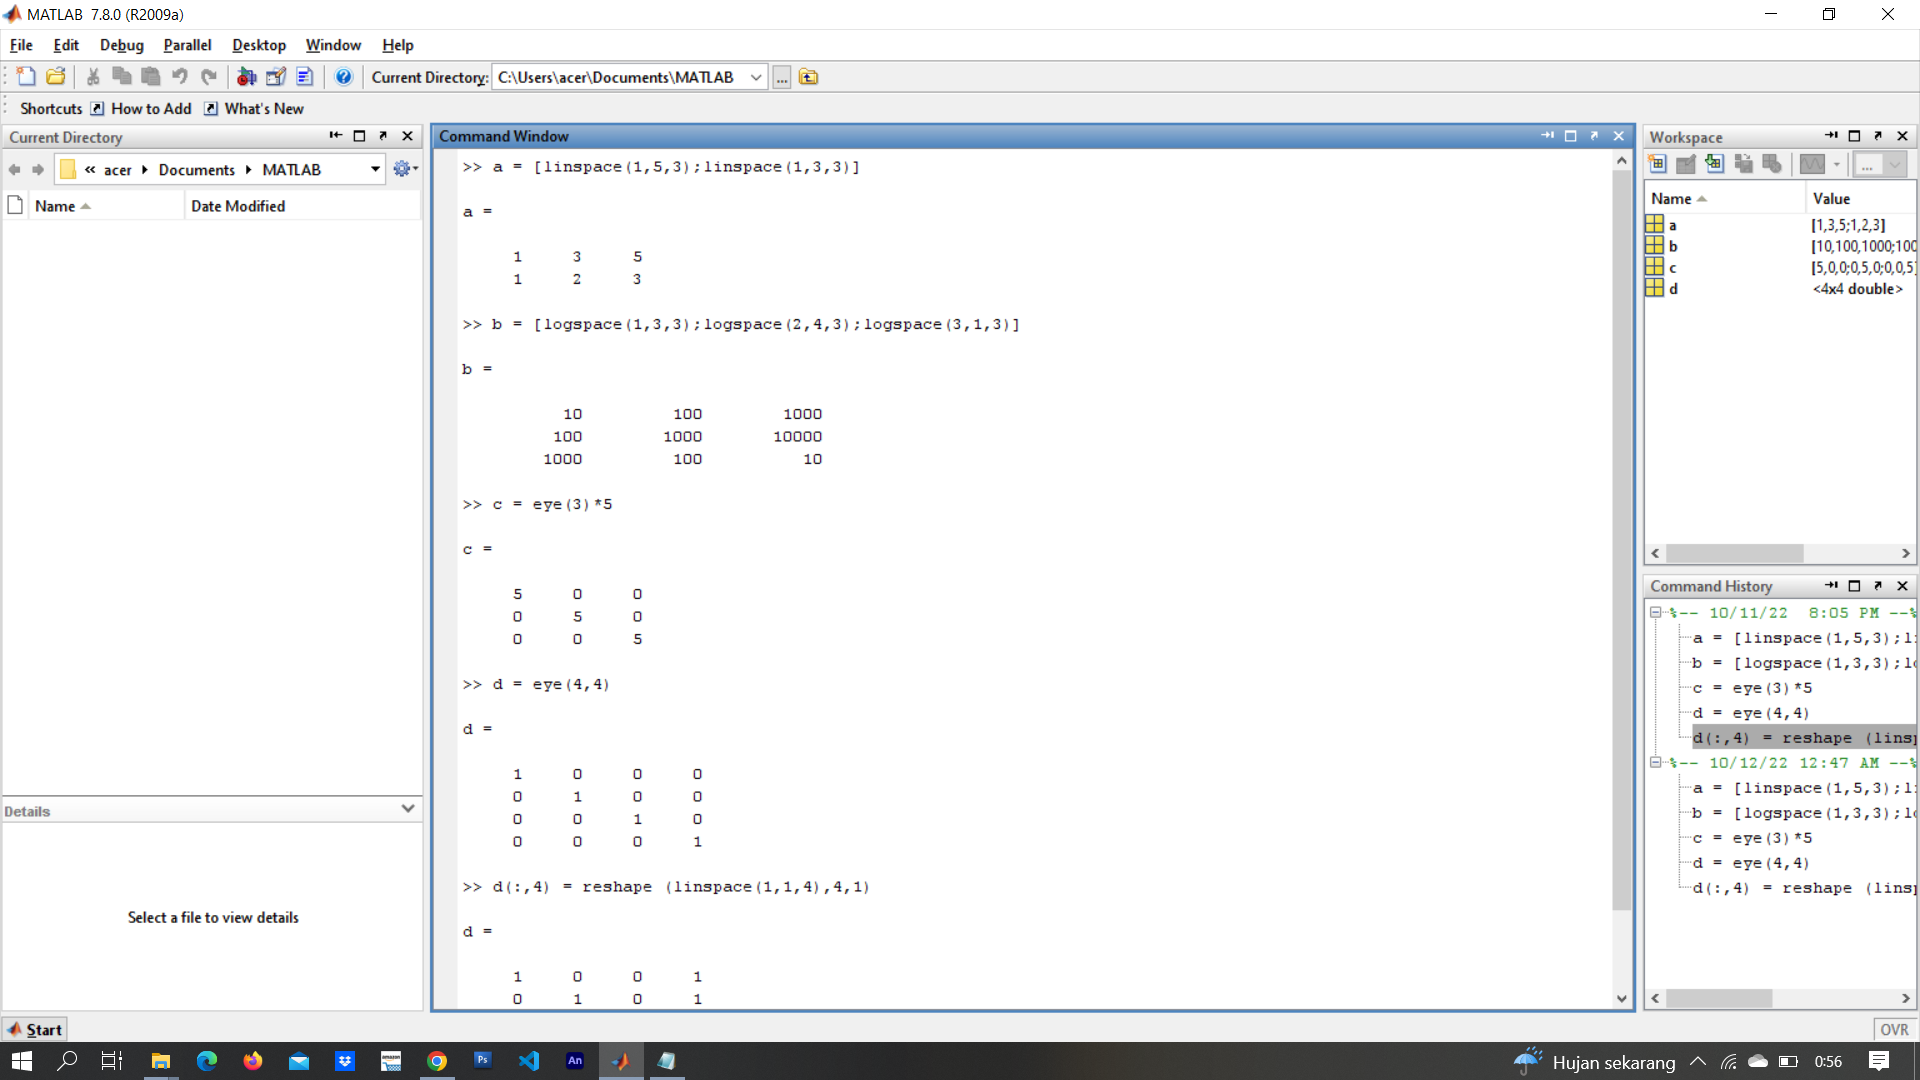 MATLAB 7.8.0 (R2009a)
File Edit Debug Parallel Desktop Window Help
Current Directory: C:\Users\acer\Documents\MATLAB ...
Shortcuts How to Add What's New
Current Directory
« acer Documents MATLAB
Name Date Modified
Details
Select a file to view details
Command Window
>> a = [linspace(1,5,3);linspace(1,3,3)]
a =
1 3 5
1 2 3
>> b = [logspace(1,3,3);logspace(2,4,3);logspace(3,1,3)]
b =
10 100 1000
100 1000 10000
1000 100 10
>> c = eye(3)*5
c =
5 0 0
0 5 0
0 0 5
>> d = eye(4,4)
d =
1 0 0 0
0 1 0 0
0 0 1 0
0 0 0 1
>> d(:,4) = reshape (linspace(1,1,4),4,1)
d =
1 0 0 1
0 1 0 1
Workspace
...
Name Value
a [1,3,5;1,2,3]
b [10,100,1000;100
c [5,0,0;0,5,0;0,0,5]
d <4x4 double>
Command History
%-- 10/11/22 8:05 PM --%
a = [linspace(1,5,3);l
b = [logspace(1,3,3);l
c = eye(3)*5
d = eye(4,4)
d(:,4) = reshape (lins
%-- 10/12/22 12:47 AM --%
a = [linspace(1,5,3);l
b = [logspace(1,3,3);l
c = eye(3)*5
d = eye(4,4)
d(:,4) = reshape (lins
Start
OVR
amazon
Ps
An
Hujan sekarang
0:56